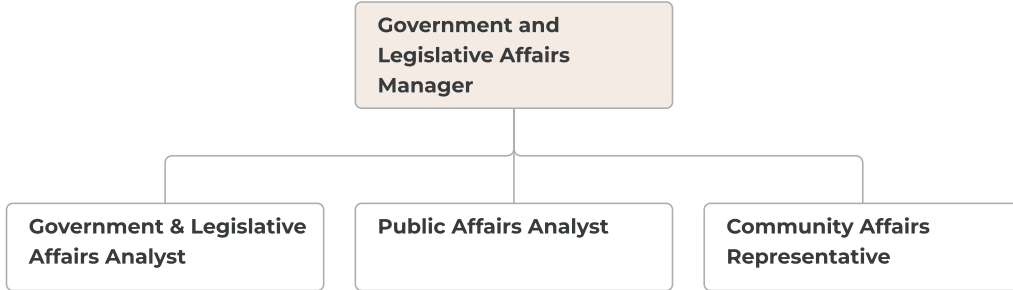 Government and
Legislative Affairs
Manager
Government & Legislative
Affairs Analyst
Public Affairs Analyst
Community Affairs
Representative